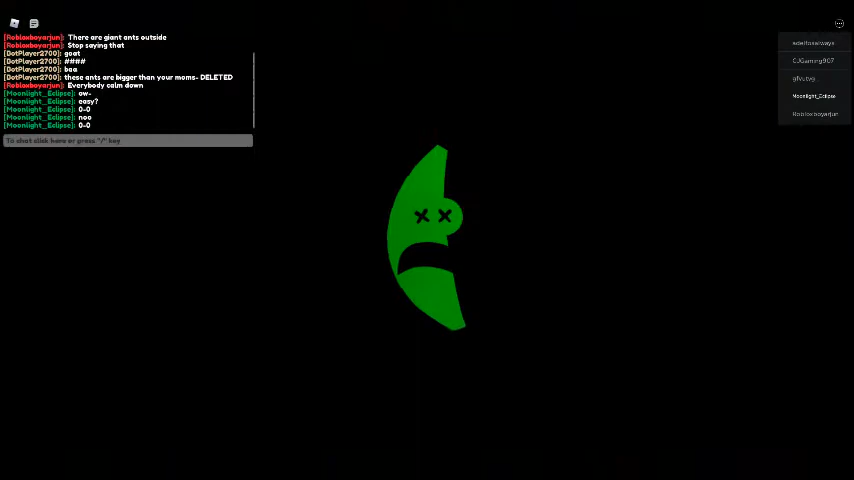 [Robloxboyarjun]: There are giant ants outside
[Robloxboyarjun]: Stop saying that
[DotPlayer2700]: goat
[DotPlayer2700]: ####
[DotPlayer2700]: baa
[DotPlayer2700]: these ants are bigger than your moms- DELETED
[Robloxboyarjun]: Everybody calm down
[Moonlight_Eclipse]: ow-
[Moonlight_Eclipse]: easy?
[Moonlight_Eclipse]: 0-0
[Moonlight_Eclipse]: noo
[Moonlight_Eclipse]: 0-0
To chat click here or press "/" key
CJGaming907
Moonlight_Eclipse
Robloxboyarjun